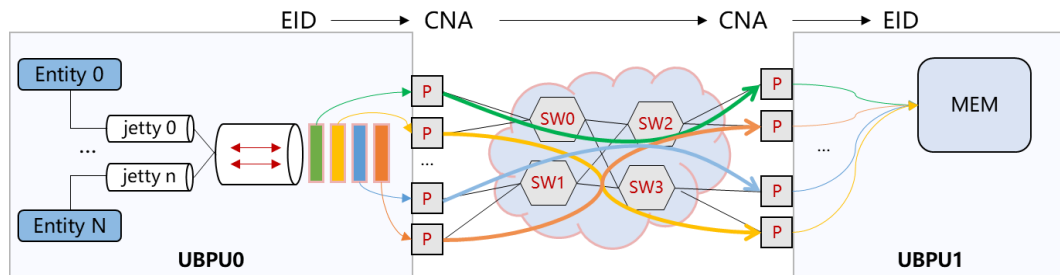 EID CNA CNA EID
Entity 0
jetty 0
...
jetty n
Entity N
UBPU0
P
P
...
P
P
SW0
SW2
SW1
SW3
P
P
...
P
P
MEM
UBPU1